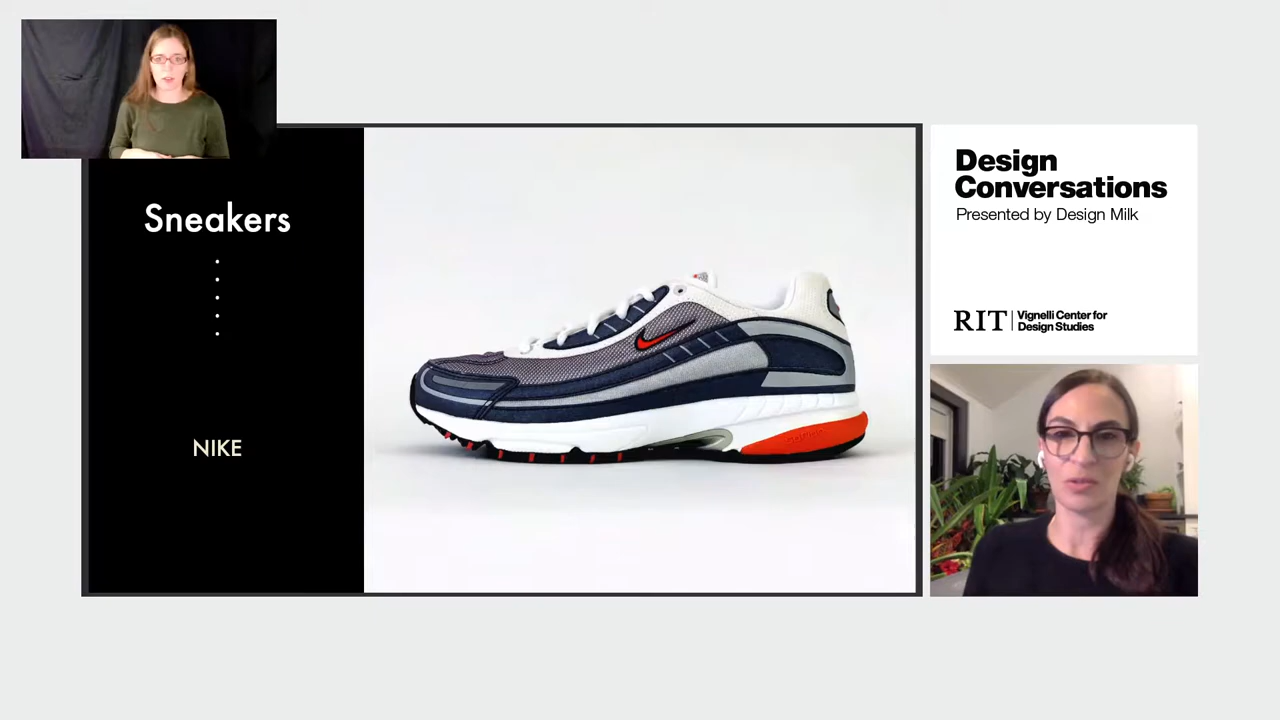 Sneakers
NIKE
Design
Conversations
Presented by Design Milk
RIT
Vignelli Center for
Design Studies